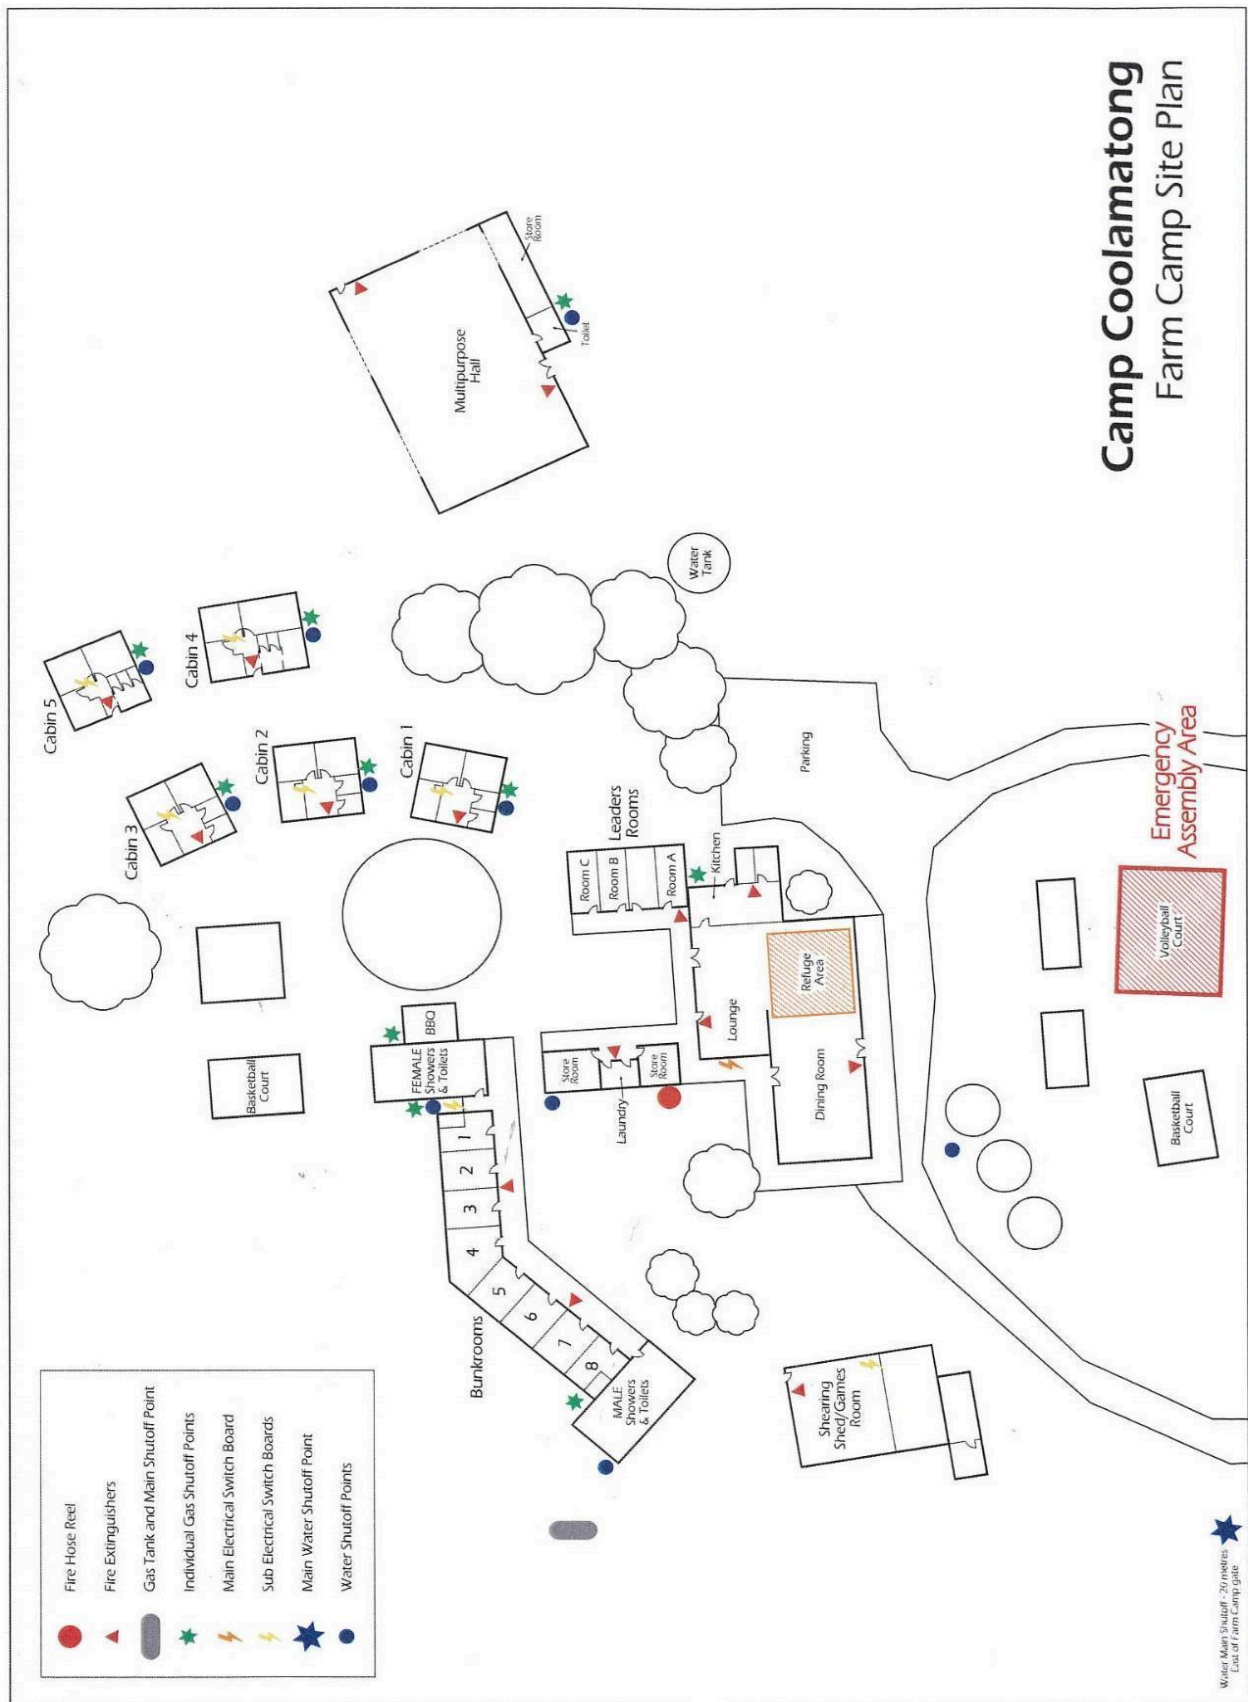 Camp Coolamatong
Farm Camp Site Plan
Fire Hose Reel
Fire Extinguishers
Gas Tank and Main Shutoff Point
Individual Gas Shutoff Points
Main Electrical Switch Board
Sub Electrical Switch Boards
Main Water Shutoff Point
Water Shutoff Points
Cabin 5
Cabin 4
Cabin 3
Cabin 2
Cabin 1
Multipurpose
Hall
Store
Room
Toilet
Water
Tank
Basketball
Court
BBQ
FEMALE
Showers
& Toilets
1
2
3
4
5
6
7
8
Bunkrooms
MALE
Showers
& Toilets
Leaders
Rooms
Room C
Room B
Room A
Kitchen
Store
Room
Laundry
Store
Room
Lounge
Refuge
Area
Dining Room
Parking
Shearing
Shed/Games
Room
Emergency
Assembly Area
Volleyball
Court
Basketball
Court
Water Main Shutoff - 20 metres
East of Farm Camp gate